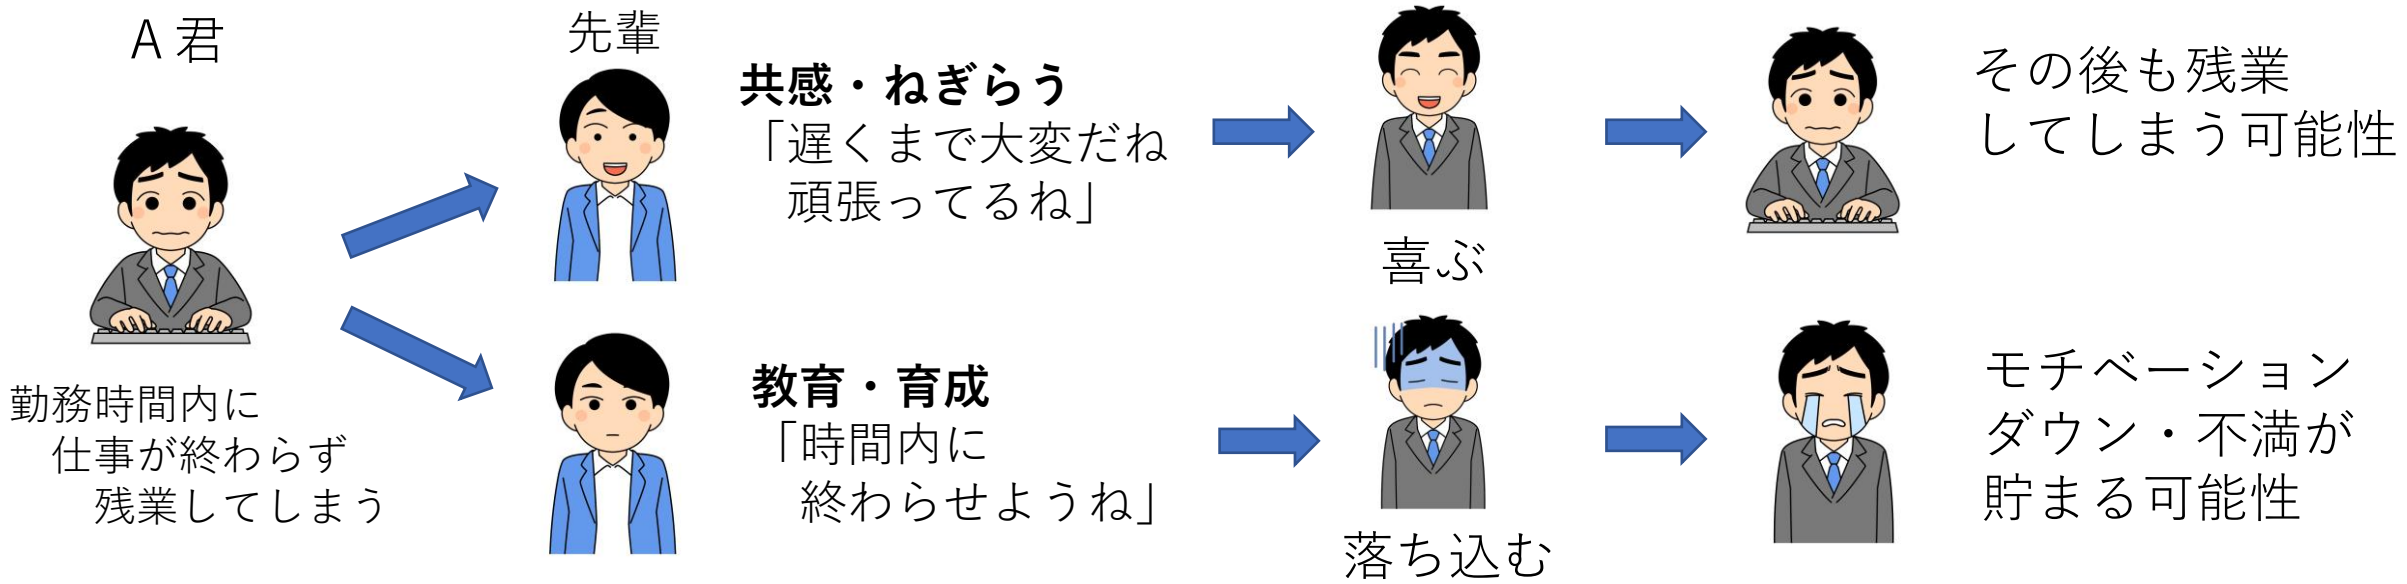 A君
勤務時間内に
仕事が終わらず
残業してしまう
先輩
共感・ねぎらう
「遅くまで大変だね
頑張ってるね」
喜ぶ
その後も残業
してしまう可能性
教育・育成
「時間内に
終わらせようね」
落ち込む
モチベーション
ダウン・不満が
貯まる可能性